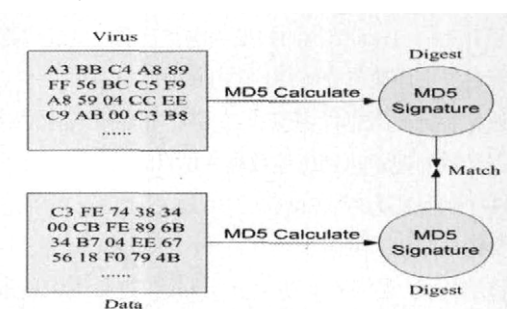 Virus
A3 BB C4 A8 89
FF 56 BC C5 F9
A8 59 04 CC EE
C9 AB 00 C3 B8
......
MD5 Calculate
Digest
MD5
Signature
Match
C3 FE 74 38 34
00 CB FE 89 6B
34 B7 04 EE 67
56 18 F0 79 4B
......
Data
MD5 Calculate
MD5
Signature
Digest